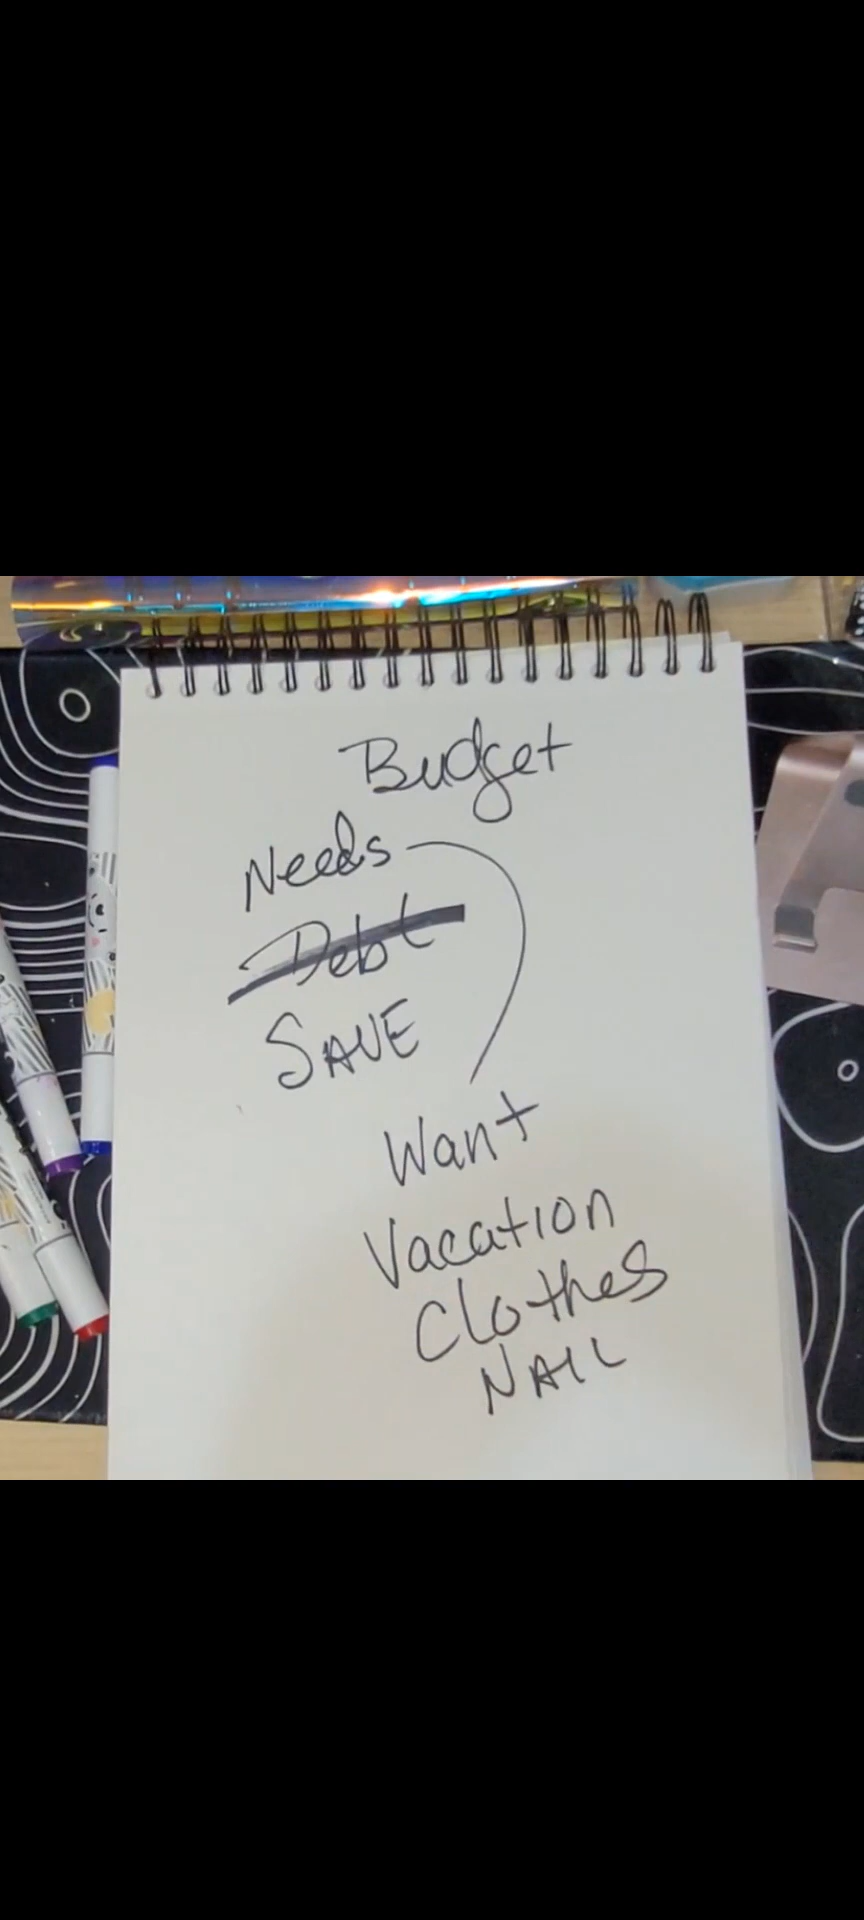 Budget
Needs
Debt
SAVE
Want
Vacation
Clothes
NAIL